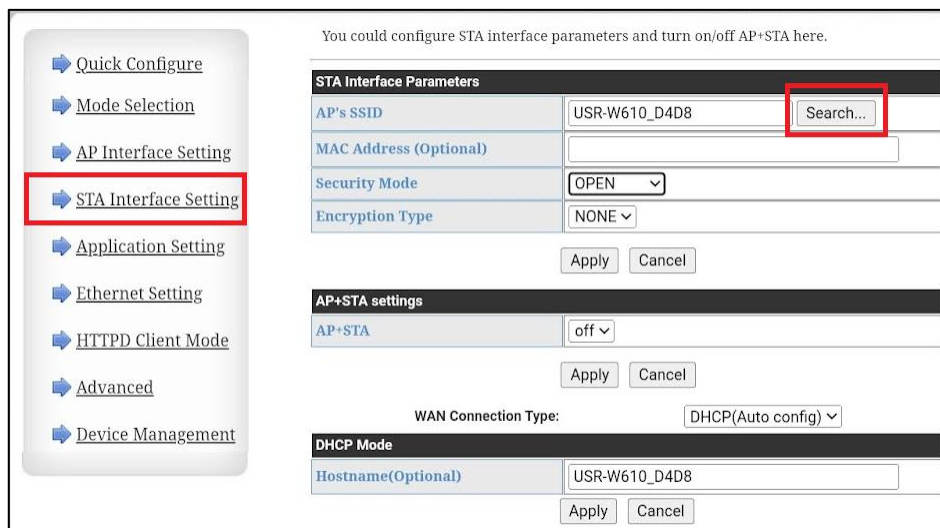 You could configure STA interface parameters and turn on/off AP+STA here.
Quick Configure
Mode Selection
AP Interface Setting
STA Interface Setting
Application Setting
Ethernet Setting
HTTPD Client Mode
Advanced
Device Management
STA Interface Parameters
AP's SSID USR-W610_D4D8 Search...
MAC Address (Optional)
Security Mode OPEN
Encryption Type NONE
Apply Cancel
AP+STA settings
AP+STA off
Apply Cancel
WAN Connection Type: DHCP(Auto config)
DHCP Mode
Hostname(Optional) USR-W610_D4D8
Apply Cancel